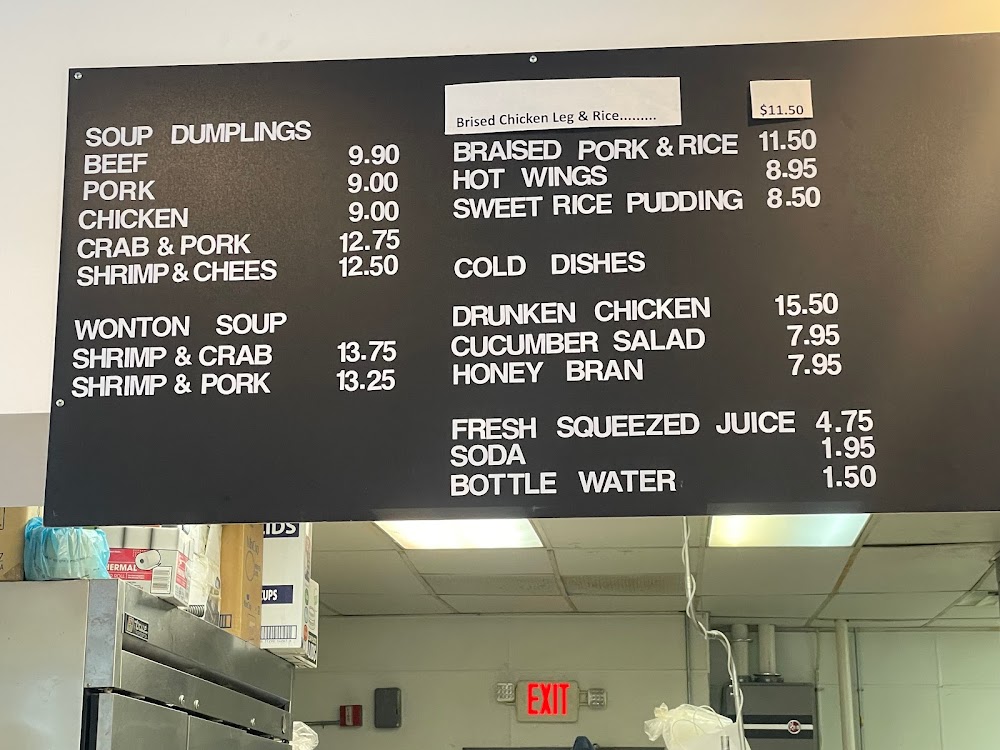 SOUP DUMPLINGS
BEEF 9.90
PORK 9.00
CHICKEN 9.00
CRAB & PORK 12.75
SHRIMP & CHEES 12.50
WONTON SOUP
SHRIMP & CRAB 13.75
SHRIMP & PORK 13.25
Brised Chicken Leg & Rice......... $11.50
BRAISED PORK & RICE 11.50
HOT WINGS 8.95
SWEET RICE PUDDING 8.50
COLD DISHES
DRUNKEN CHICKEN 15.50
CUCUMBER SALAD 7.95
HONEY BRAN 7.95
FRESH SQUEEZED JUICE 4.75
SODA 1.95
BOTTLE WATER 1.50
EXIT